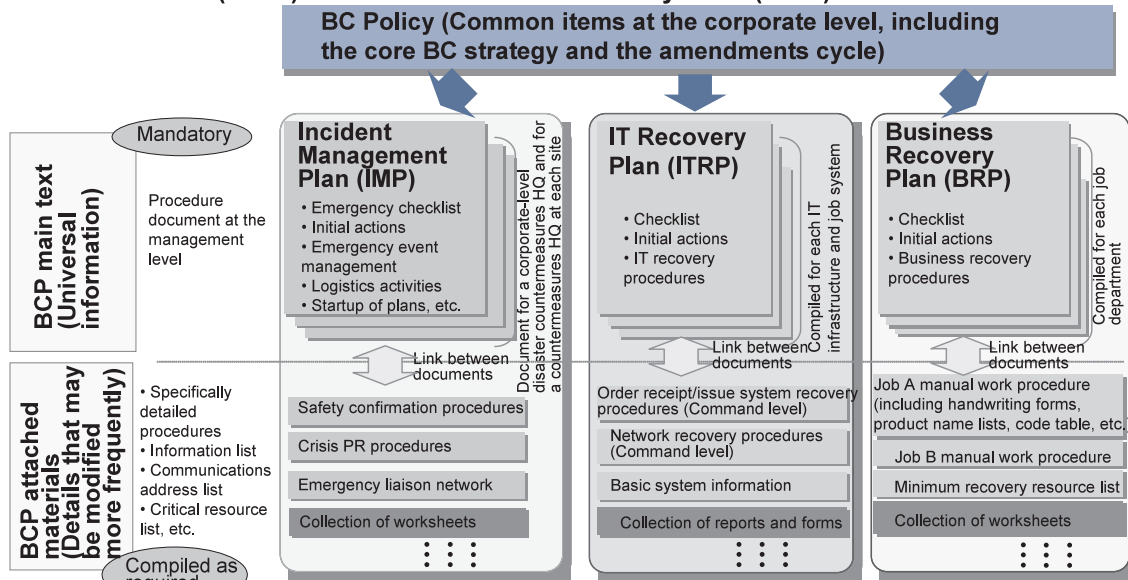 BC Policy (Common items at the corporate level, including
the core BC strategy and the amendments cycle)
BCP main text
(Universal
information)
Mandatory
Procedure
document at the
management
level
Incident
Management
Plan (IMP)
• Emergency checklist
• Initial actions
• Emergency event
management
• Logistics activities
• Startup of plans, etc.
Document for a corporate-level
disaster countermeasures HQ and for
a countermeasures HQ at each site
IT Recovery
Plan (ITRP)
• Checklist
• Initial actions
• IT recovery
procedures
Compiled for each IT
infrastructure and job system
Business
Recovery
Plan (BRP)
• Checklist
• Initial actions
• Business recovery
procedures
Compiled for each job
department
Link between
documents
Link between
documents
Link between
documents
BCP attached
materials
(Details that may
be modified
more frequently)
• Specifically
detailed
procedures
• Information list
• Communications
address list
• Critical resource
list, etc.
Compiled as
required
Safety confirmation procedures
Crisis PR procedures
Emergency liaison network
Collection of worksheets
Order receipt/issue system recovery
procedures (Command level)
Network recovery procedures
(Command level)
Basic system information
Collection of reports and forms
Job A manual work procedure
(including handwriting forms,
product name lists, code table, etc.)
Job B manual work procedure
Minimum recovery resource list
Collection of worksheets